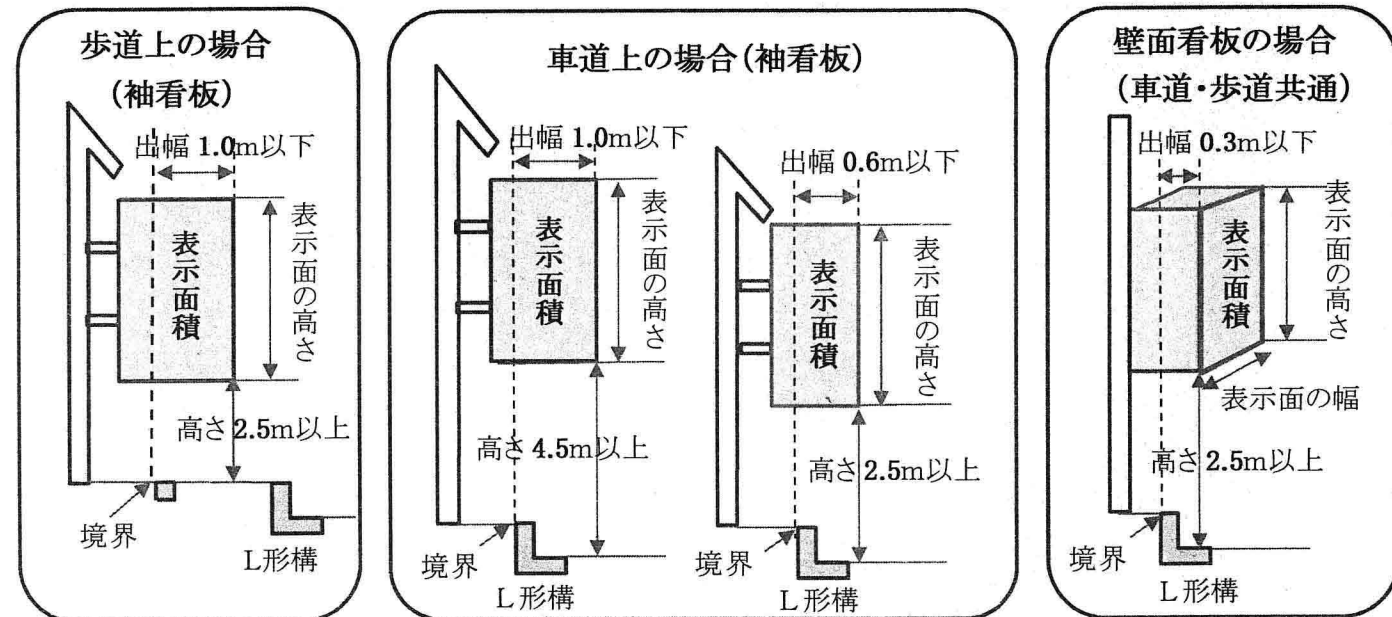 歩道上の場合
(袖看板)
出幅 1.0m以下
表示面積
表示面の高さ
高さ 2.5m以上
境界
L形構
車道上の場合(袖看板)
出幅 1.0m以下
表示面積
表示面の高さ
高さ 4.5m以上
境界
L形構
出幅 0.6m以下
表示面積
表示面の高さ
高さ 2.5m以上
境界
L形構
壁面看板の場合
(車道・歩道共通)
出幅 0.3m以下
表示面積
表示面の高さ
表示面の幅
高さ 2.5m以上
境界
L形構